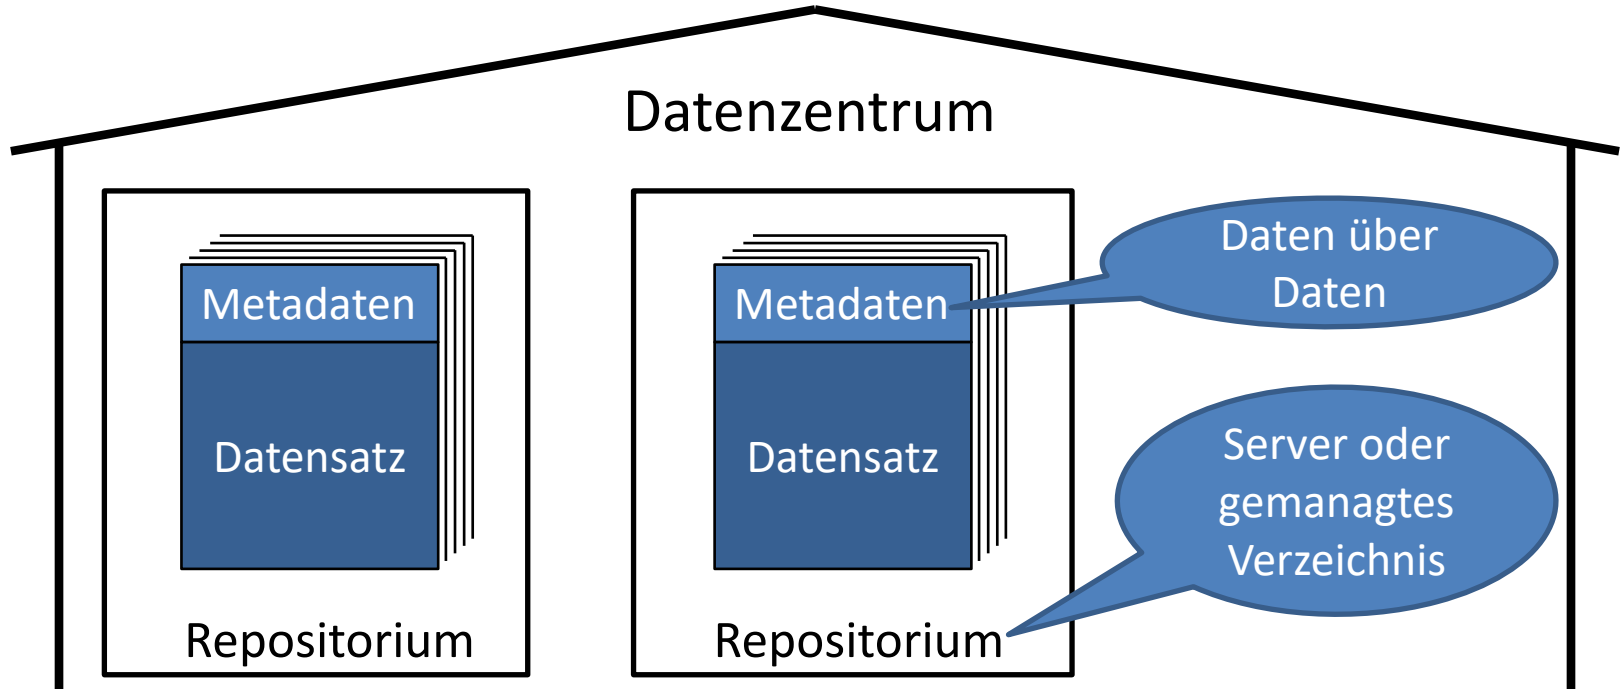 Datenzentrum
Metadaten
Datensatz
Repositorium
Metadaten
Datensatz
Repositorium
Daten über
Daten
Server oder
gemanagtes
Verzeichnis